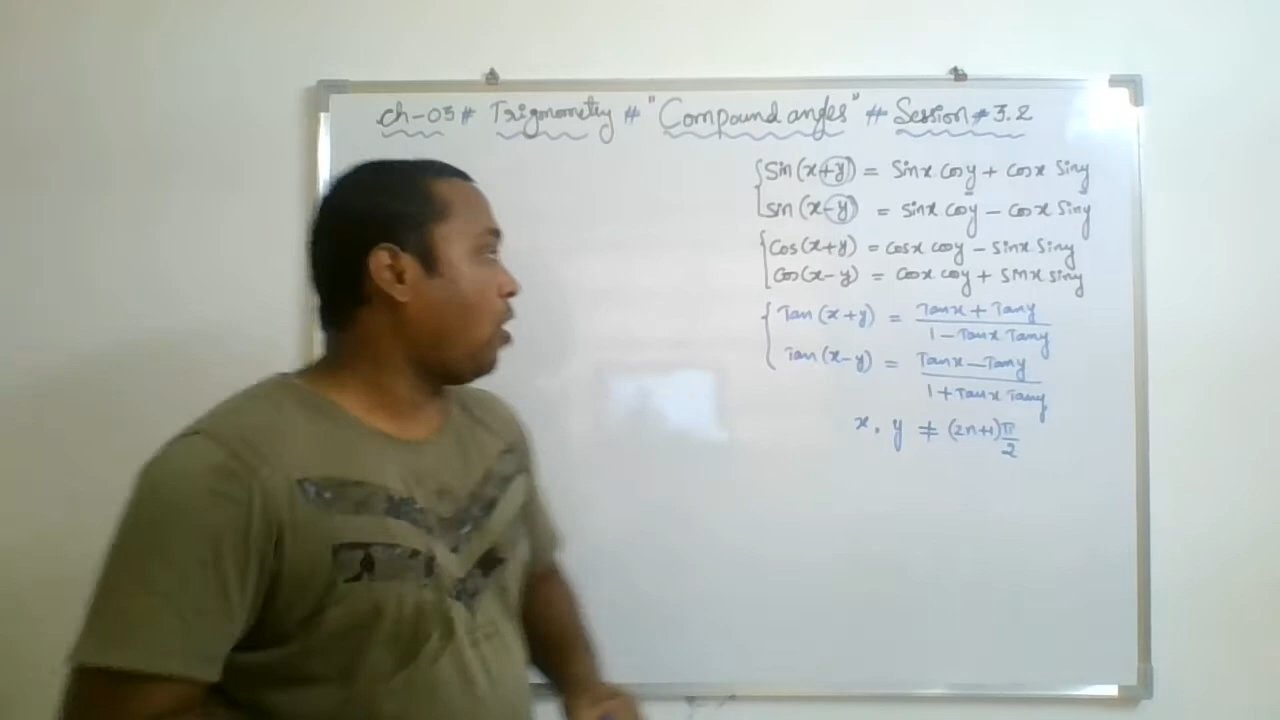 ch-03 # Trigonometry # "Compound angles" # Session # 3.2
Sin(x+y) = Sinx Cosy + Cosx Siny
Sin(x-y) = Sinx Cosy - Cosx Siny
Cos(x+y) = Cosx Cosy - Sinx Siny
Cos(x-y) = Cosx Cosy + Sinx Siny
Tan(x+y) = Tanx + Tany / 1 - Tanx Tany
Tan(x-y) = Tanx - Tany / 1 + Tanx Tany
x, y ≠ (2n+1) π/2